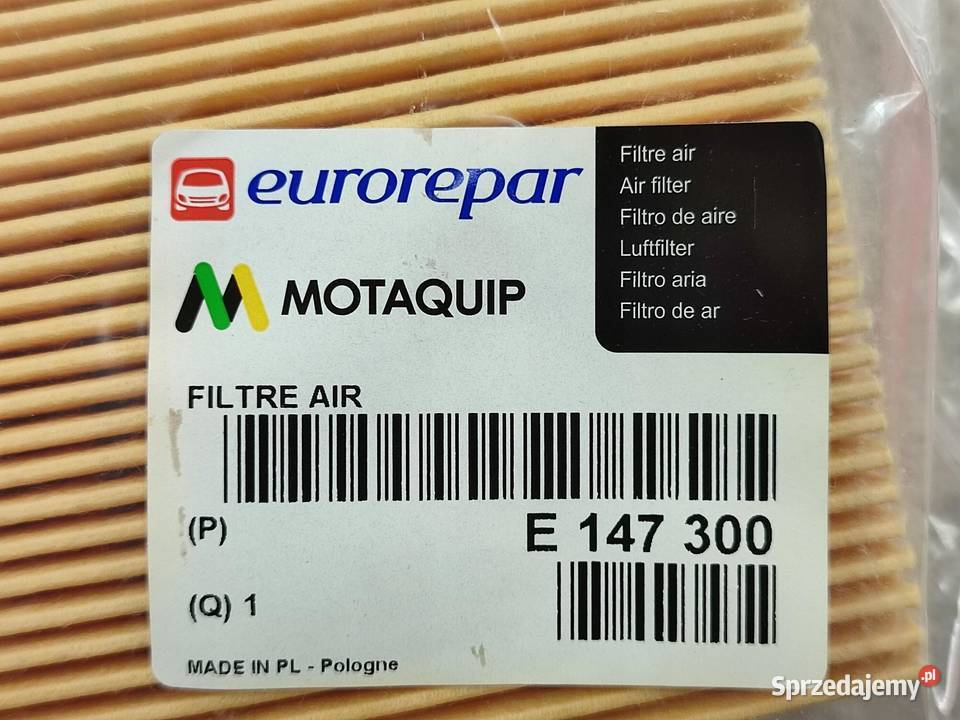 eurorepar
MOTAQUIP
Filtre air
Air filter
Filtro de aire
Luftfilter
Filtro aria
Filtro de ar
FILTRE AIR
(P)
E 147 300
(Q) 1
MADE IN PL - Pologne
Sprzedajemy.pl